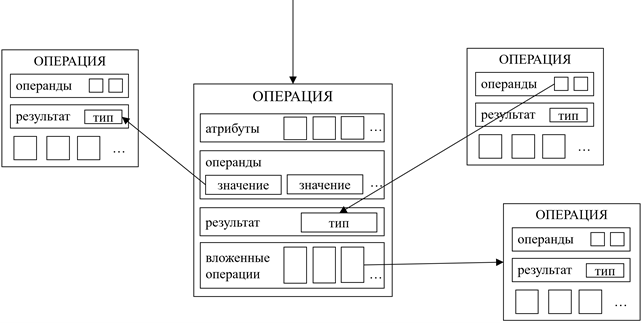 ОПЕРАЦИЯ
операнды
результат тип
...
ОПЕРАЦИЯ
атрибуты ...
операнды
значение значение ...
результат тип
вложенные
операции ...
ОПЕРАЦИЯ
операнды
результат тип
...
ОПЕРАЦИЯ
операнды
результат тип
...